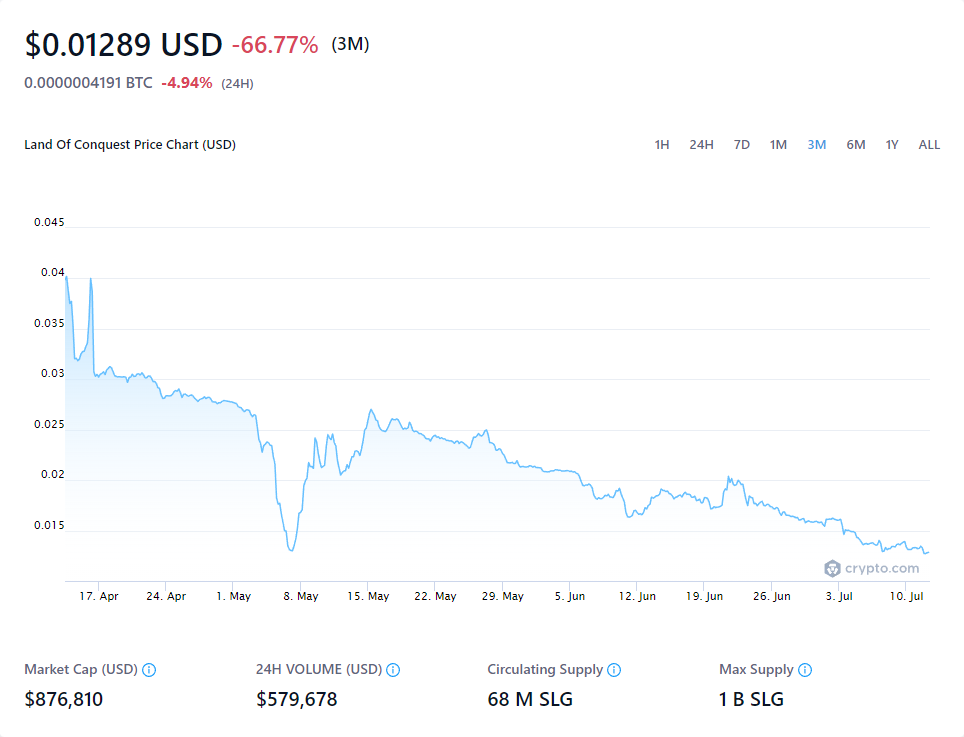 $0.01289 USD -66.77% (3M)
0.0000004191 BTC -4.94% (24H)
Land Of Conquest Price Chart (USD) 1H 24H 7D 1M 3M 6M 1Y ALL
0.045
0.04
0.035
0.03
0.025
0.02
0.015
crypto.com
17. Apr 24. Apr 1. May 8. May 15. May 22. May 29. May 5. Jun 12. Jun 19. Jun 26. Jun 3. Jul 10. Jul
Market Cap (USD) 24H VOLUME (USD) Circulating Supply Max Supply
$876,810 $579,678 68 M SLG 1 B SLG